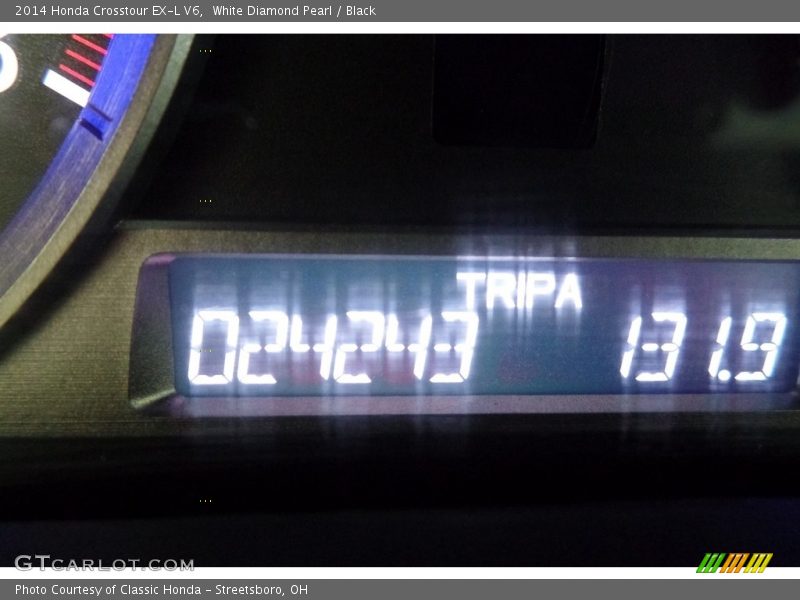 2014 Honda Crosstour EX-L V6, White Diamond Pearl / Black
TRIP A
024243 131.9
GTCARLOT.COM
Photo Courtesy of Classic Honda - Streetsboro, OH